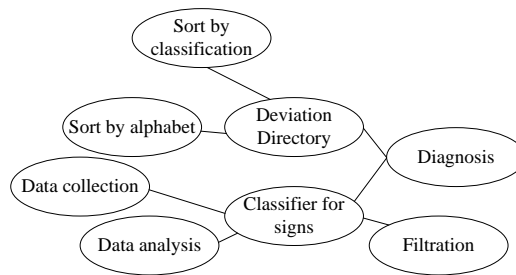 Sort by
classification
Sort by alphabet
Deviation
Directory
Diagnosis
Data collection
Classifier for
signs
Data analysis
Filtration